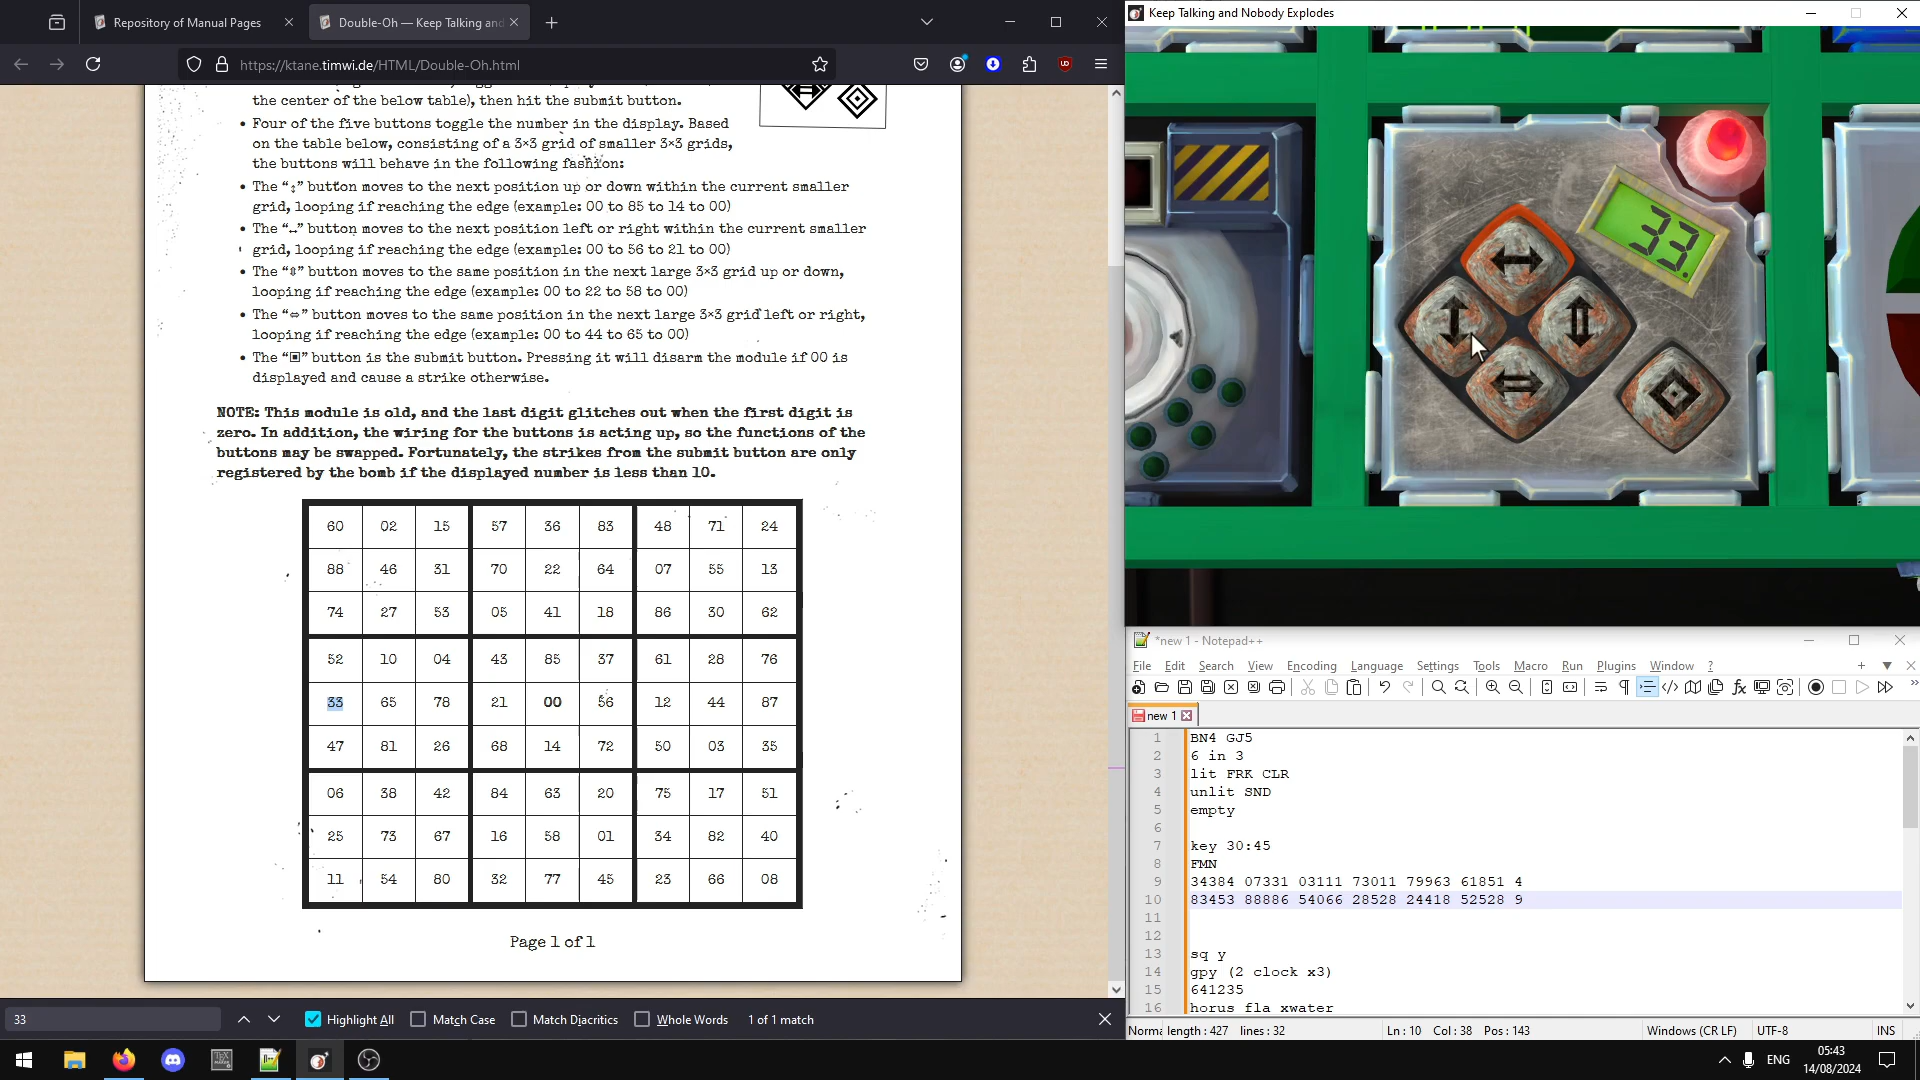 Repository of Manual Pages
Double-Oh — Keep Talking and
https://ktane.timwi.de/HTML/Double-Oh.html
the center of the below table), then hit the submit button.
• Four of the five buttons toggle the number in the display. Based
on the table below, consisting of a 3×3 grid of smaller 3×3 grids,
the buttons will behave in the following fashion:
• The “↕” button moves to the next position up or down within the current smaller
grid, looping if reaching the edge (example: 00 to 85 to 14 to 00)
• The “↔” button moves to the next position left or right within the current smaller
grid, looping if reaching the edge (example: 00 to 56 to 21 to 00)
• The “⇕” button moves to the same position in the next large 3×3 grid up or down,
looping if reaching the edge (example: 00 to 22 to 58 to 00)
• The “⇔” button moves to the same position in the next large 3×3 grid left or right,
looping if reaching the edge (example: 00 to 44 to 65 to 00)
• The “▣” button is the submit button. Pressing it will disarm the module if 00 is
displayed and cause a strike otherwise.
NOTE: This module is old, and the last digit glitches out when the first digit is
zero. In addition, the wiring for the buttons is acting up, so the functions of the
buttons may be swapped. Fortunately, the strikes from the submit button are only
registered by the bomb if the displayed number is less than 10.
60 02 15 57 36 83 48 71 24
88 46 31 70 22 64 07 55 13
74 27 53 05 41 18 86 30 62
52 10 04 43 85 37 61 28 76
33 65 78 21 00 56 12 44 87
47 81 26 68 14 72 50 03 35
06 38 42 84 63 20 75 17 51
25 73 67 16 58 01 34 82 40
11 54 80 32 77 45 23 66 08
Page 1 of 1
33
Highlight All
Match Case
Match Diacritics
Whole Words
1 of 1 match
Keep Talking and Nobody Explodes
33.
*new 1 - Notepad++
File Edit Search View Encoding Language Settings Tools Macro Run Plugins Window ?
new 1
1 BN4 GJ5
2 6 in 3
3 lit FRK CLR
4 unlit SND
5 empty
6
7 key 30:45
8 FMN
9 34384 07331 03111 73011 79963 61851 4
10 83453 88886 54066 28528 24418 52528 9
11
12
13 sq y
14 gpy (2 clock x3)
15 641235
16 horus fla xwater
Norma length : 427 lines : 32
Ln : 10 Col : 38 Pos : 143
Windows (CR LF)
UTF-8
INS
ENG
05:43
14/08/2024